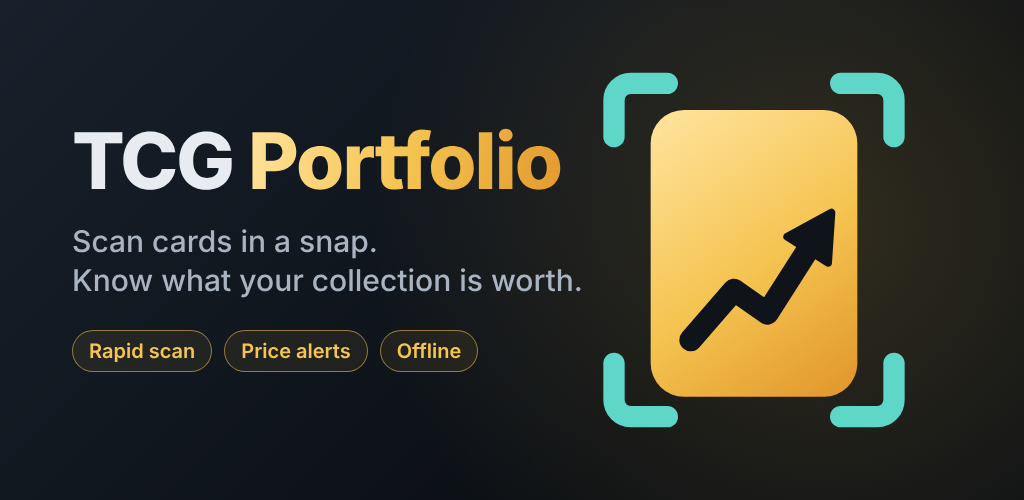 TCG Portfolio
Scan cards in a snap.
Know what your collection is worth.
Rapid scan Price alerts Offline